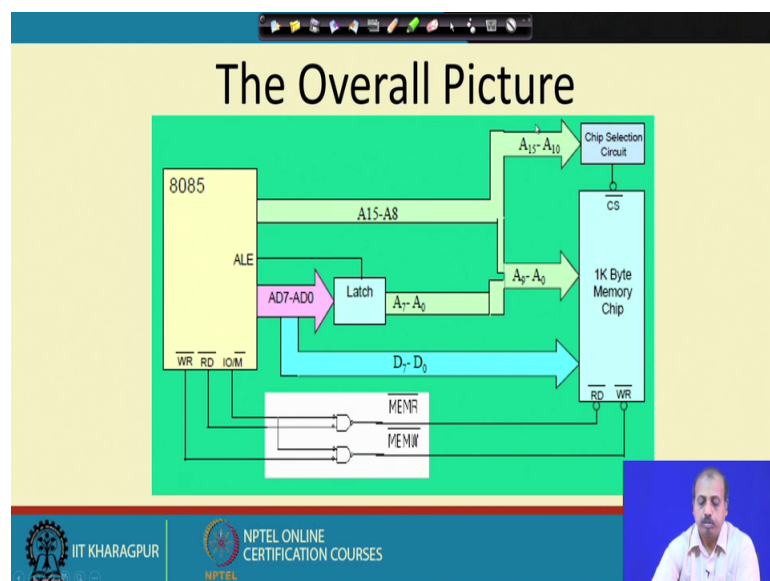 The Overall Picture
8085
ALE
AD7-AD0
WR RD IO/M
A15-A8
Latch
A7-A0
D7-D0
A15-A10
A9-A0
Chip Selection
Circuit
CS
1K Byte
Memory
Chip
RD WR
MEMR
MEMW
IIT KHARAGPUR
NPTEL
NPTEL ONLINE
CERTIFICATION COURSES